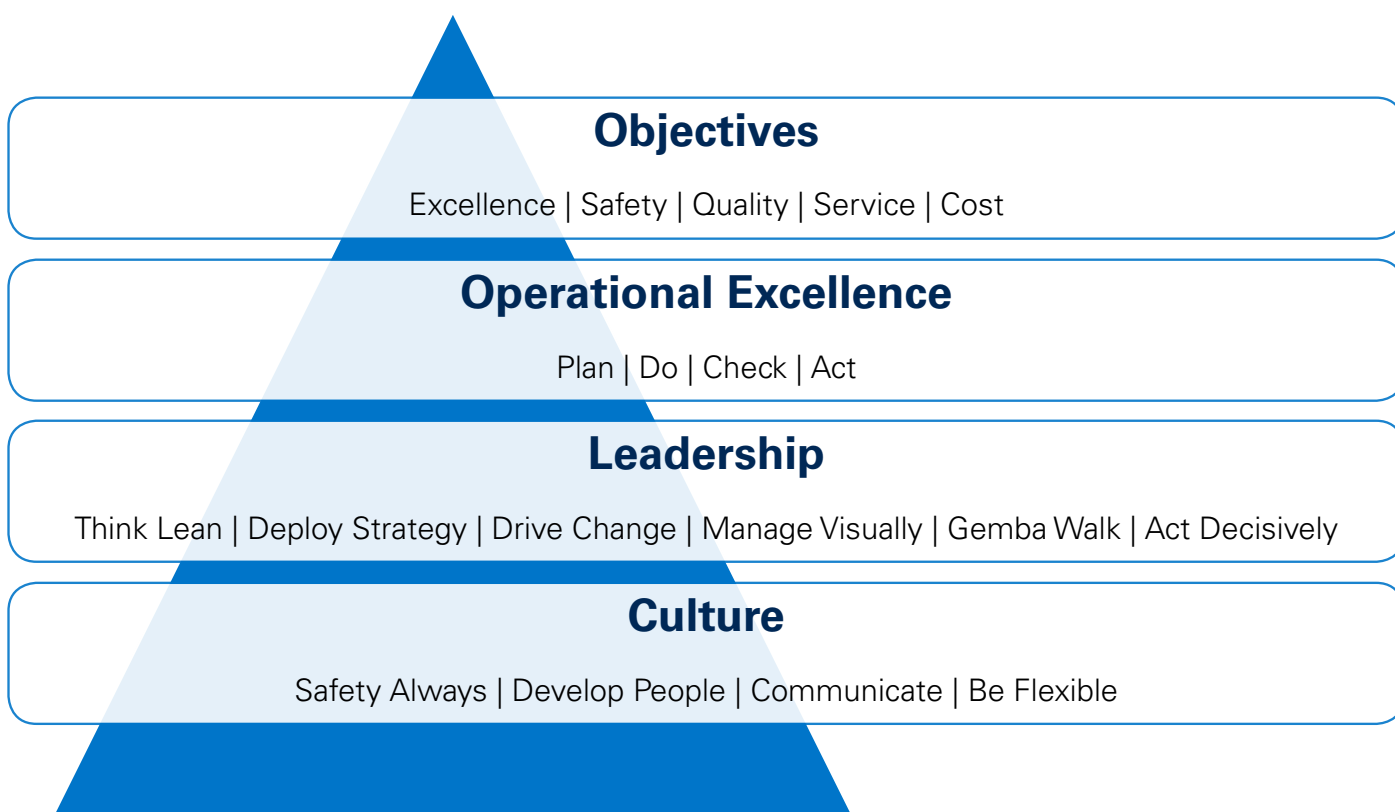 Objectives
Excellence | Safety | Quality | Service | Cost
Operational Excellence
Plan | Do | Check | Act
Leadership
Think Lean | Deploy Strategy | Drive Change | Manage Visually | Gemba Walk | Act Decisively
Culture
Safety Always | Develop People | Communicate | Be Flexible